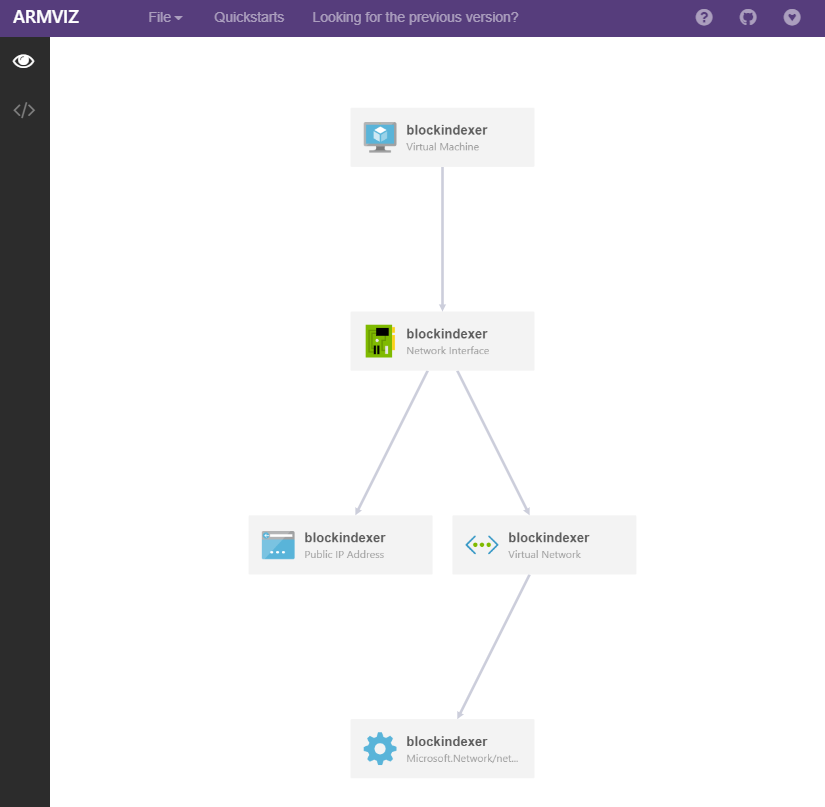 ARMVIZ File Quickstarts Looking for the previous version?
blockindexer
Virtual Machine
blockindexer
Network Interface
blockindexer
Public IP Address
blockindexer
Virtual Network
blockindexer
Microsoft.Network/net...